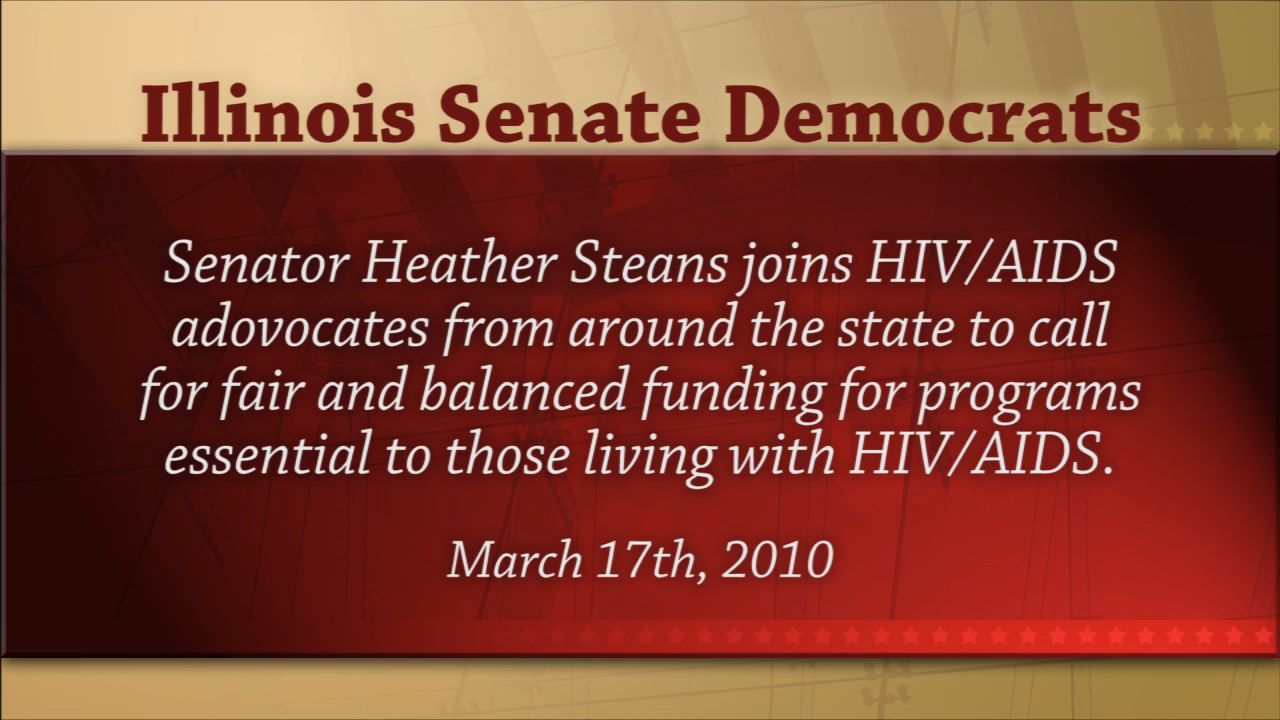 Illinois Senate Democrats
Senator Heather Steans joins HIV/AIDS
adovocates from around the state to call
for fair and balanced funding for programs
essential to those living with HIV/AIDS.
March 17th, 2010